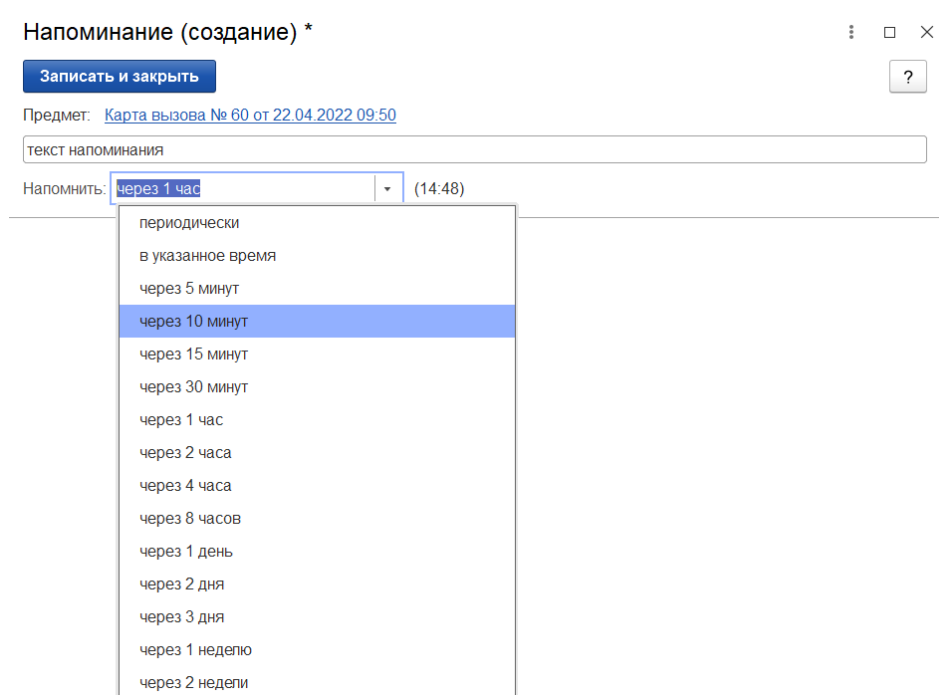 Напоминание (создание) *
Записать и закрыть
?
Предмет: Карта вызова № 60 от 22.04.2022 09:50
текст напоминания
Напомнить: через 1 час (14:48)
периодически
в указанное время
через 5 минут
через 10 минут
через 15 минут
через 30 минут
через 1 час
через 2 часа
через 4 часа
через 8 часов
через 1 день
через 2 дня
через 3 дня
через 1 неделю
через 2 недели